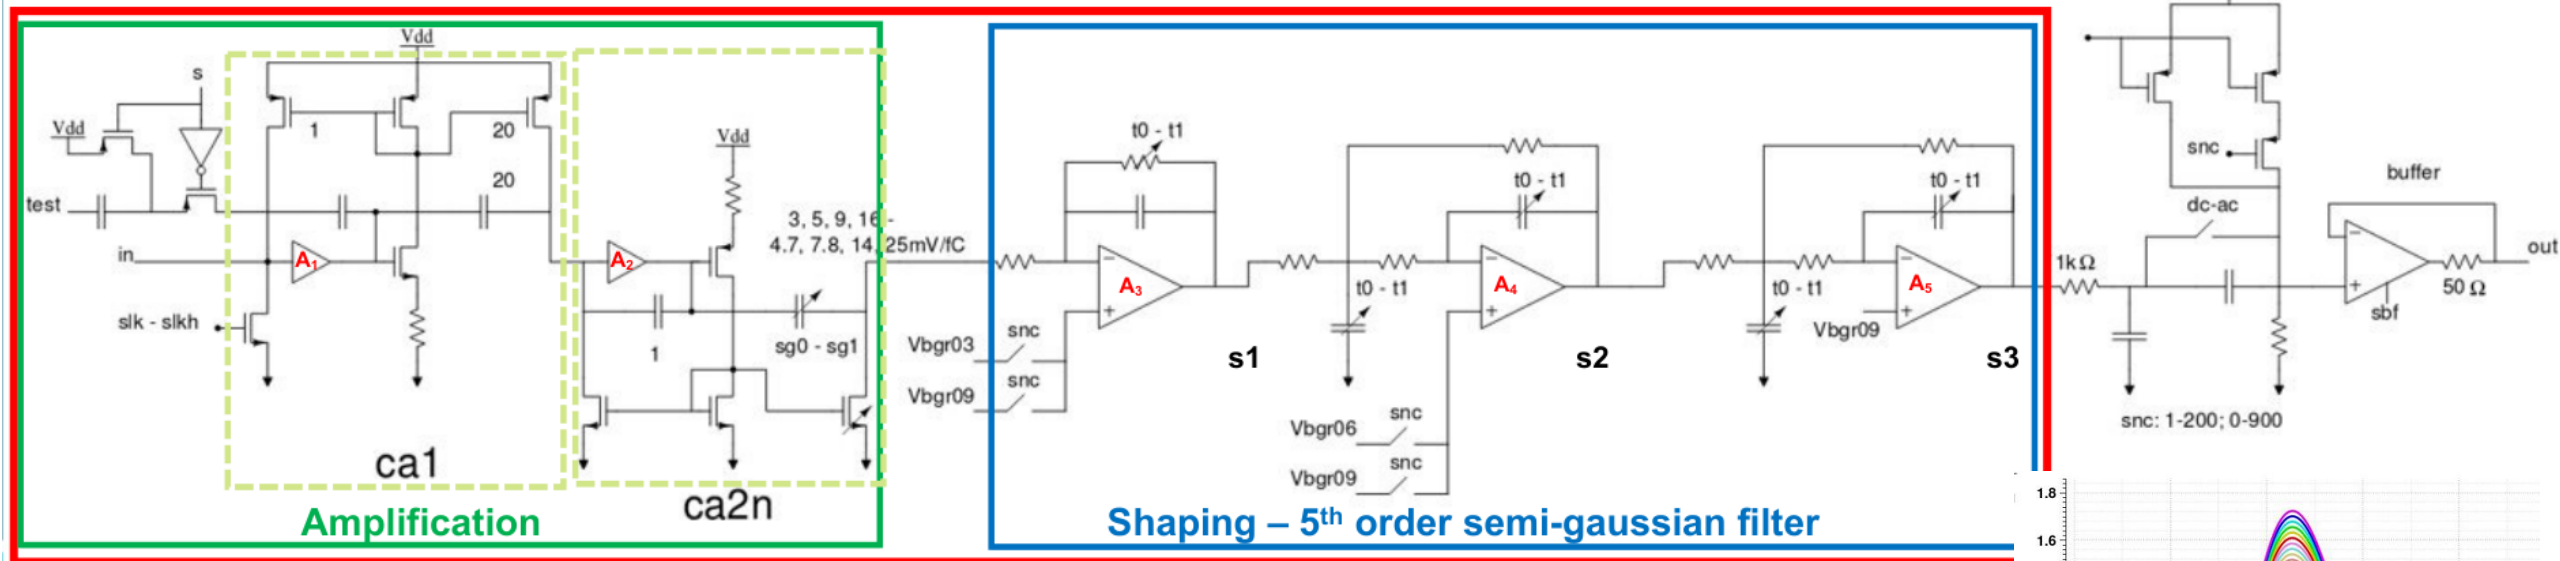 Vdd
s
Vdd
1
20
20
test
in
A₁
slk - slkh
ca1
Vdd
3, 5, 9, 16 -
4.7, 7.8, 14, 25mV/fC
A₂
1
sg0 - sg1
ca2n
Amplification
t0 - t1
A₃
Vbgr03
snc
Vbgr09
snc
s1
t0 - t1
t0 - t1
A₄
Vbgr06
snc
Vbgr09
snc
s2
t0 - t1
t0 - t1
A₅
Vbgr09
s3
Shaping – 5th order semi-gaussian filter
snc
dc-ac
buffer
1kΩ
out
50 Ω
sbf
snc: 1-200; 0-900
1.8
1.6